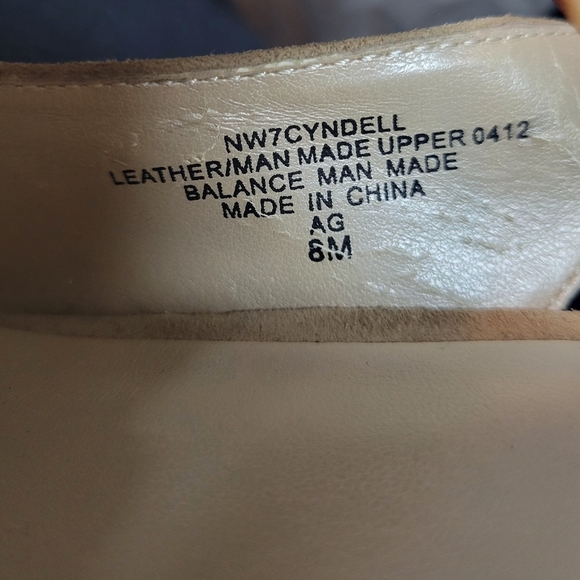 NW7CYNDELL
LEATHER/MAN MADE UPPER 0412
BALANCE MAN MADE
MADE IN CHINA
AG
8M